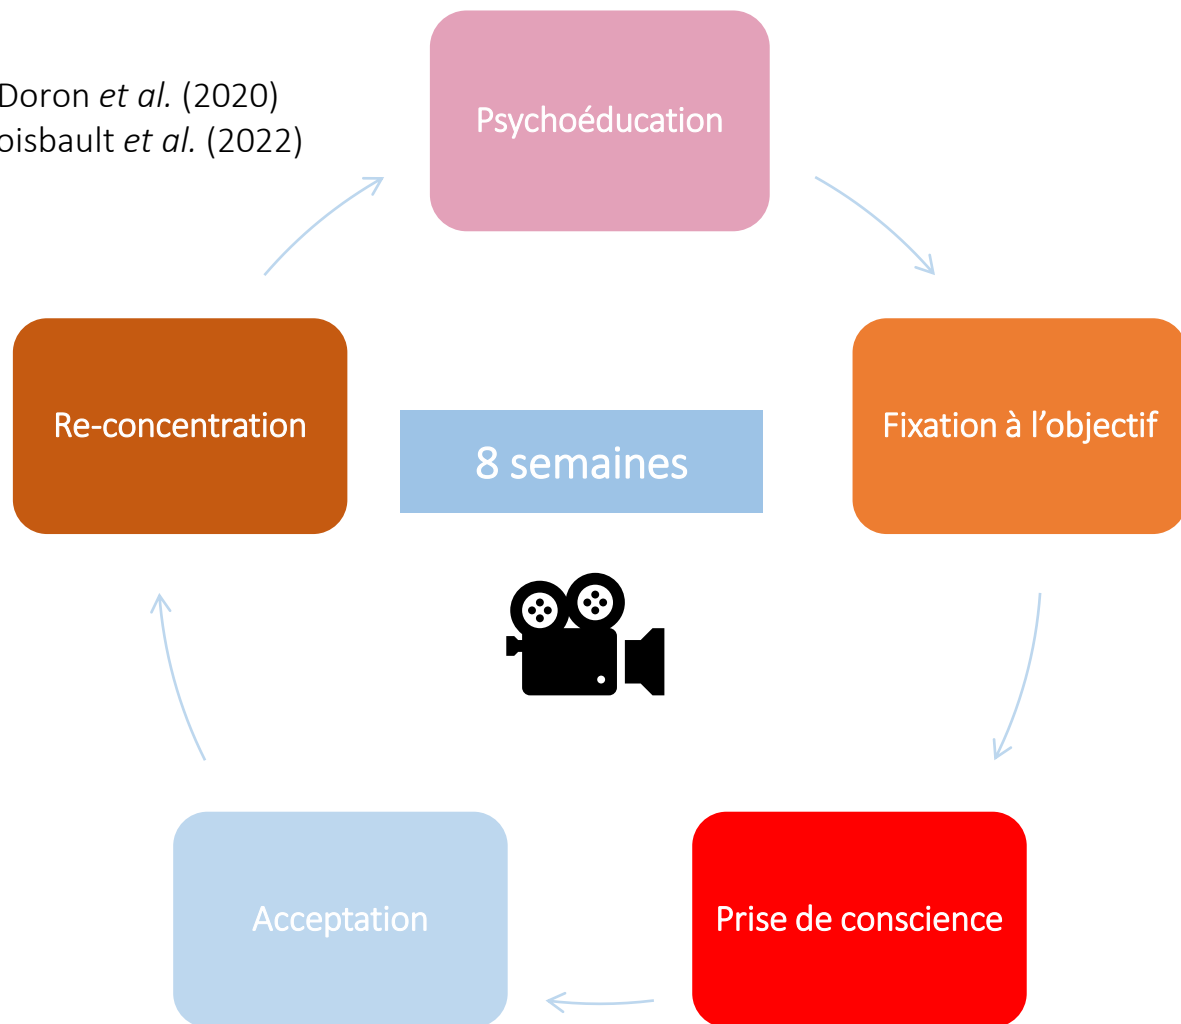 Doron et al. (2020)
oisbault et al. (2022)
Psychoéducation
Re-concentration
Fixation à l’objectif
8 semaines
Acceptation
Prise de conscience